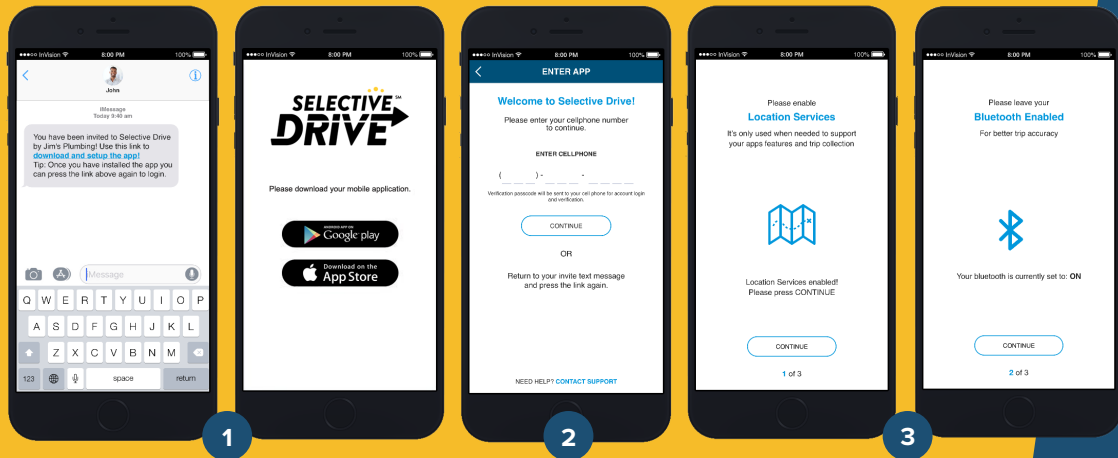 ●●●○○ InVision 8:00 PM 100%
John
iMessage
Today 9:40 am
You have been invited to Selective Drive
by Jim's Plumbing! Use this link to
download and setup the app!
Tip: Once you have installed the app you
can press the link above again to login.
iMessage
Q W E R T Y U I O P
A S D F G H J K L
Z X C V B N M
123 space return
●●●○○ InVision 8:00 PM 100%
SELECTIVE SM
DRIVE
Please download your mobile application.
ANDROID APP ON
Google play
Download on the
App Store
1
●●●○○ InVision 8:00 PM 100%
ENTER APP
Welcome to Selective Drive!
Please enter your cellphone number
to continue.
ENTER CELLPHONE
( ___ ) - ___ - ____
Verification passcode will be sent to your cell phone for account login
and verification.
CONTINUE
OR
Return to your invite text message
and press the link again.
NEED HELP? CONTACT SUPPORT
2
●●●○○ InVision 8:00 PM 100%
Please enable
Location Services
It's only used when needed to support
your apps features and trip collection
Location Services enabled!
Please press CONTINUE
CONTINUE
1 of 3
●●●○○ InVision 8:00 PM 100%
Please leave your
Bluetooth Enabled
For better trip accuracy
Your bluetooth is currently set to: ON
CONTINUE
2 of 3
3